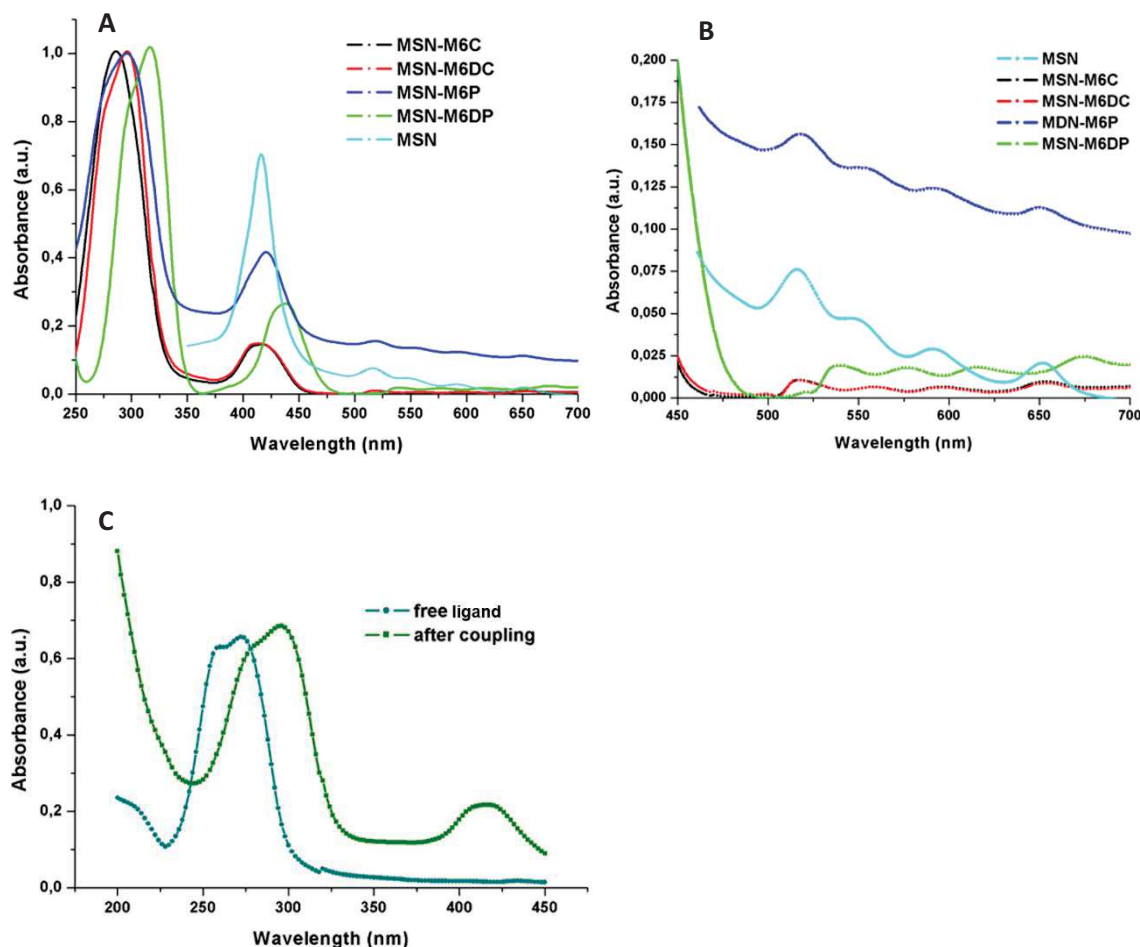 A
1,0
0,8
0,6
0,4
0,2
0,0
Absorbance (a.u.)
MSN-M6C
MSN-M6DC
MSN-M6P
MSN-M6DP
MSN
250 300 350 400 450 500 550 600 650 700
Wavelength (nm)
B
0,200
0,175
0,150
0,125
0,100
0,075
0,050
0,025
0,000
Absorbance (a.u.)
MSN
MSN-M6C
MSN-M6DC
MDN-M6P
MSN-M6DP
450 500 550 600 650 700
Wavelength (nm)
C
1,0
0,8
0,6
0,4
0,2
0,0
Absorbance (a.u.)
free ligand
after coupling
200 250 300 350 400 450
Wavelength (nm)